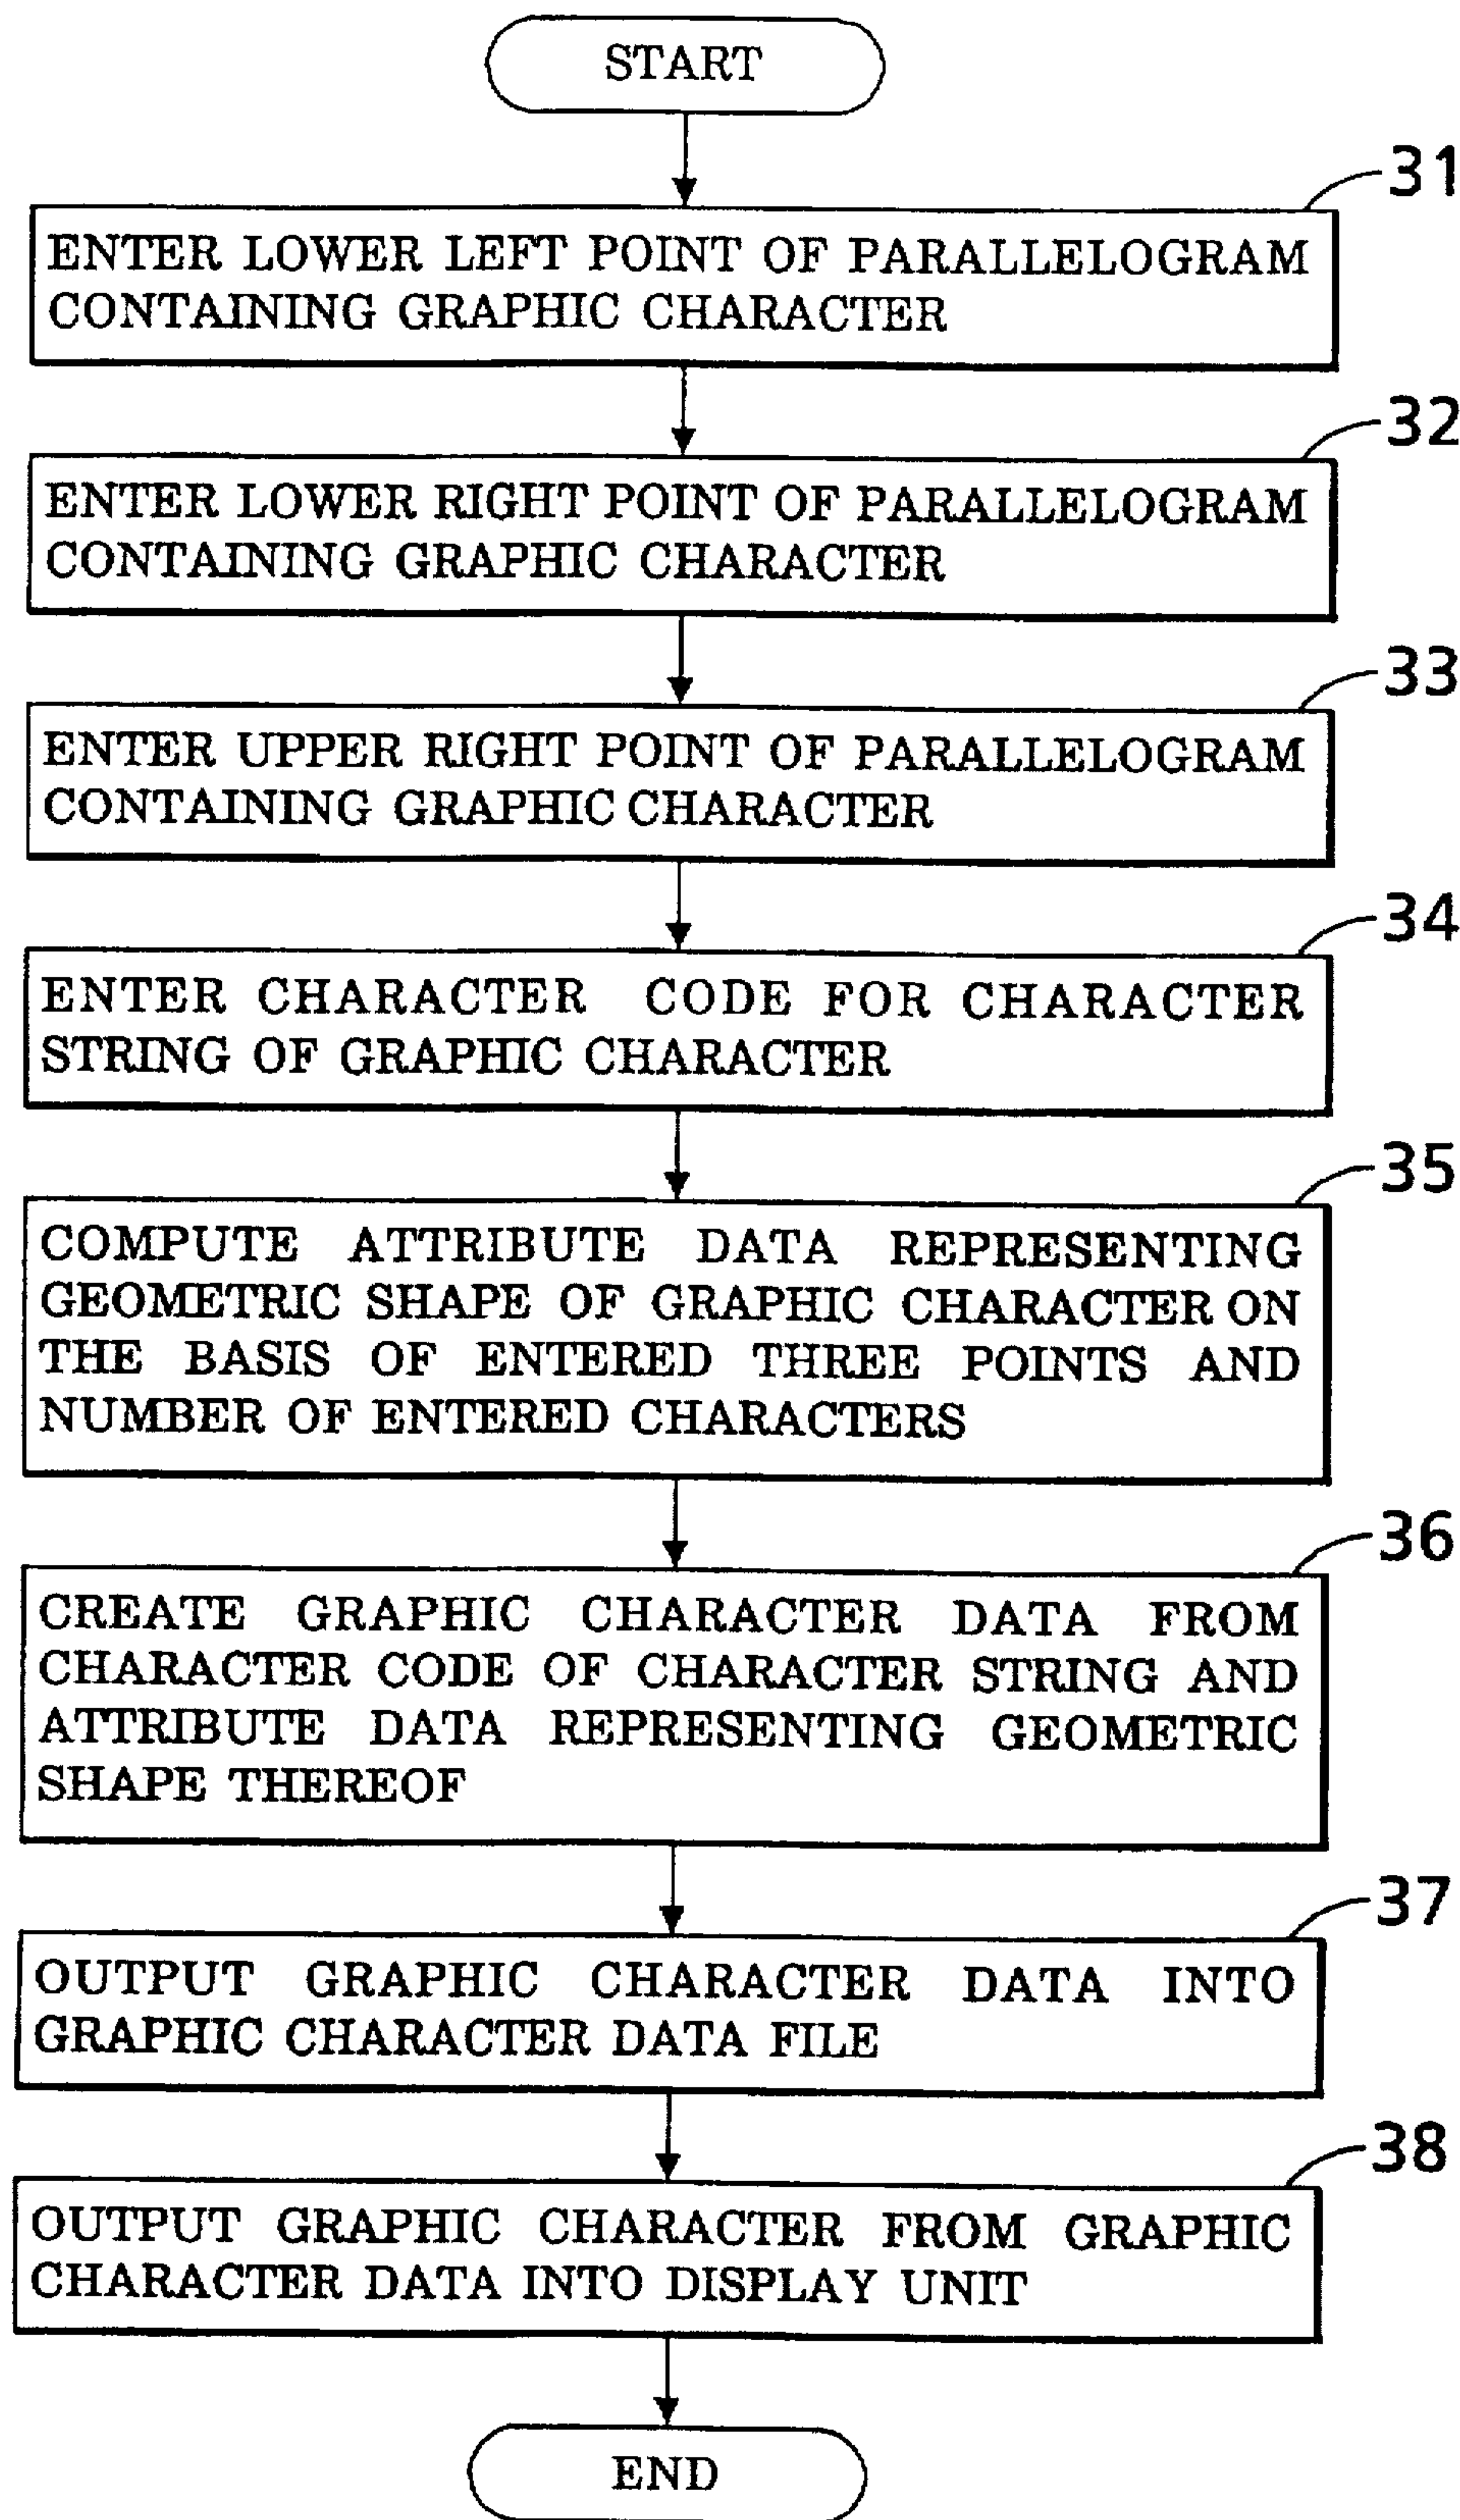 START
31
ENTER LOWER LEFT POINT OF PARALLELOGRAM
CONTAINING GRAPHIC CHARACTER
32
ENTER LOWER RIGHT POINT OF PARALLELOGRAM
CONTAINING GRAPHIC CHARACTER
33
ENTER UPPER RIGHT POINT OF PARALLELOGRAM
CONTAINING GRAPHIC CHARACTER
34
ENTER CHARACTER CODE FOR CHARACTER
STRING OF GRAPHIC CHARACTER
35
COMPUTE ATTRIBUTE DATA REPRESENTING
GEOMETRIC SHAPE OF GRAPHIC CHARACTER ON
THE BASIS OF ENTERED THREE POINTS AND
NUMBER OF ENTERED CHARACTERS
36
CREATE GRAPHIC CHARACTER DATA FROM
CHARACTER CODE OF CHARACTER STRING AND
ATTRIBUTE DATA REPRESENTING GEOMETRIC
SHAPE THEREOF
37
OUTPUT GRAPHIC CHARACTER DATA INTO
GRAPHIC CHARACTER DATA FILE
38
OUTPUT GRAPHIC CHARACTER FROM GRAPHIC
CHARACTER DATA INTO DISPLAY UNIT
END